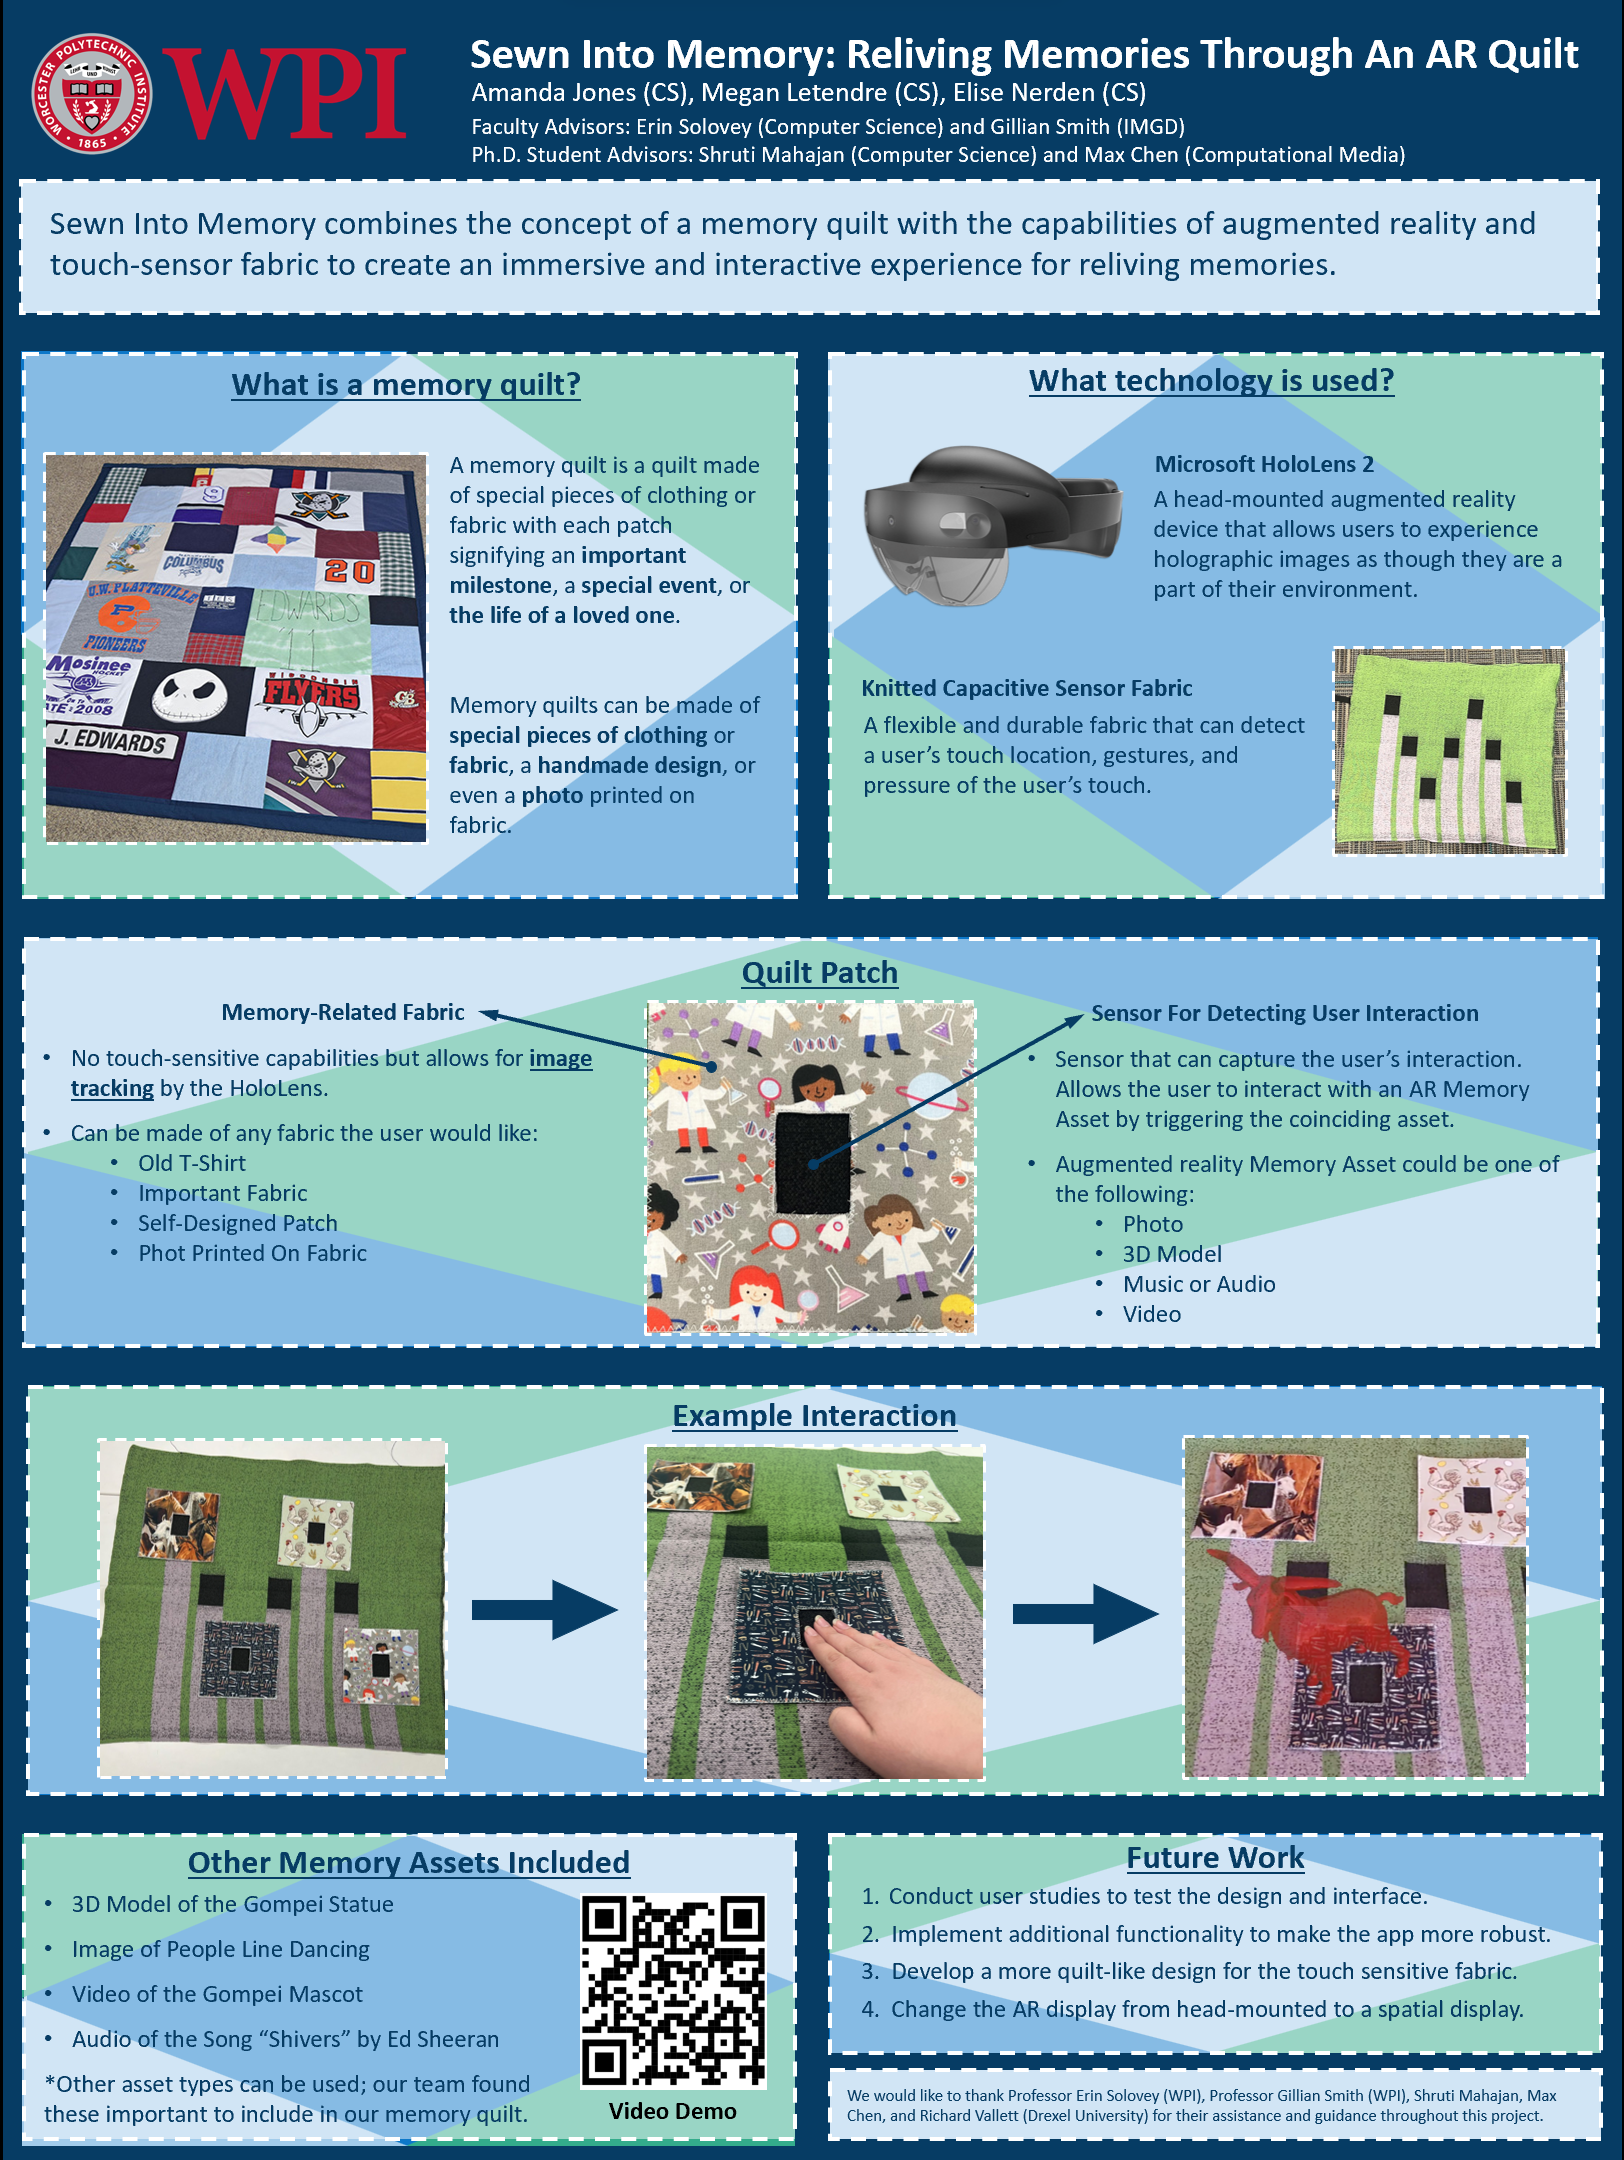 WORCESTER POLYTECHNIC INSTITUTE
LEHR UND KUNST
1865
WPI
Sewn Into Memory: Reliving Memories Through An AR Quilt
Amanda Jones (CS), Megan Letendre (CS), Elise Nerden (CS)
Faculty Advisors: Erin Solovey (Computer Science) and Gillian Smith (IMGD)
Ph.D. Student Advisors: Shruti Mahajan (Computer Science) and Max Chen (Computational Media)
Sewn Into Memory combines the concept of a memory quilt with the capabilities of augmented reality and
touch-sensor fabric to create an immersive and interactive experience for reliving memories.
What is a memory quilt?
COLUMBUS
20
U.W. PLATTEVILLE
P
PIONEERS
EDWARDS
'11
Mosinee
HOCKEY
ATE 2008
WISCONSIN
FLYERS
GB
J. EDWARDS
A memory quilt is a quilt made
of special pieces of clothing or
fabric with each patch
signifying an important
milestone, a special event, or
the life of a loved one.
Memory quilts can be made of
special pieces of clothing or
fabric, a handmade design, or
even a photo printed on
fabric.
What technology is used?
Microsoft HoloLens 2
A head-mounted augmented reality
device that allows users to experience
holographic images as though they are a
part of their environment.
Knitted Capacitive Sensor Fabric
A flexible and durable fabric that can detect
a user's touch location, gestures, and
pressure of the user's touch.
Quilt Patch
Memory-Related Fabric
• No touch-sensitive capabilities but allows for image
tracking by the HoloLens.
• Can be made of any fabric the user would like:
• Old T-Shirt
• Important Fabric
• Self-Designed Patch
• Phot Printed On Fabric
Sensor For Detecting User Interaction
• Sensor that can capture the user's interaction.
Allows the user to interact with an AR Memory
Asset by triggering the coinciding asset.
• Augmented reality Memory Asset could be one of
the following:
• Photo
• 3D Model
• Music or Audio
• Video
Example Interaction
Other Memory Assets Included
• 3D Model of the Gompei Statue
• Image of People Line Dancing
• Video of the Gompei Mascot
• Audio of the Song “Shivers” by Ed Sheeran
*Other asset types can be used; our team found
these important to include in our memory quilt.
Video Demo
Future Work
1. Conduct user studies to test the design and interface.
2. Implement additional functionality to make the app more robust.
3. Develop a more quilt-like design for the touch sensitive fabric.
4. Change the AR display from head-mounted to a spatial display.
We would like to thank Professor Erin Solovey (WPI), Professor Gillian Smith (WPI), Shruti Mahajan, Max
Chen, and Richard Vallett (Drexel University) for their assistance and guidance throughout this project.